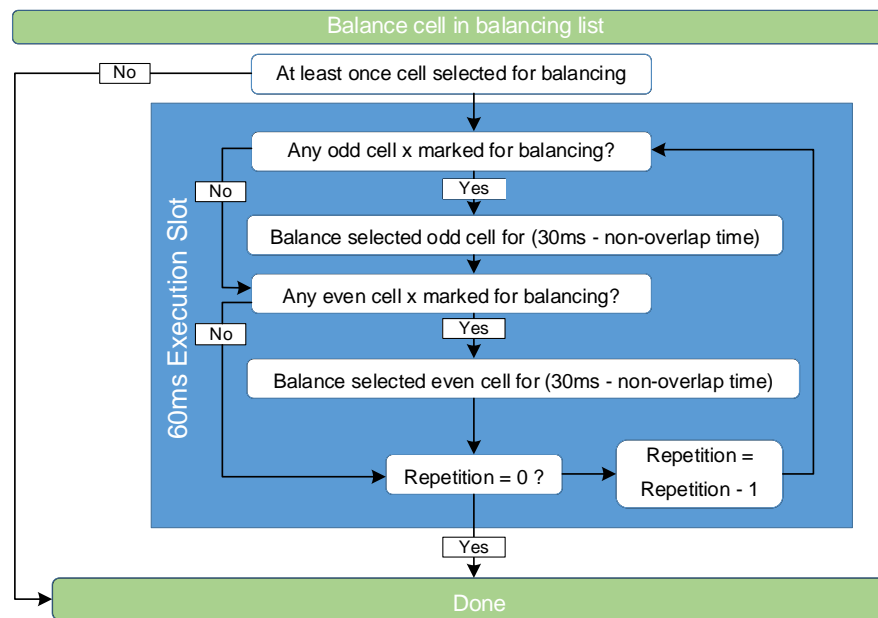 Balance cell in balancing list
No
At least once cell selected for balancing
Any odd cell x marked for balancing?
No
Yes
Balance selected odd cell for (30ms - non-overlap time)
Any even cell x marked for balancing?
No
Yes
Balance selected even cell for (30ms - non-overlap time)
60ms Execution Slot
Repetition = 0 ?
Repetition =
Repetition - 1
Yes
Done